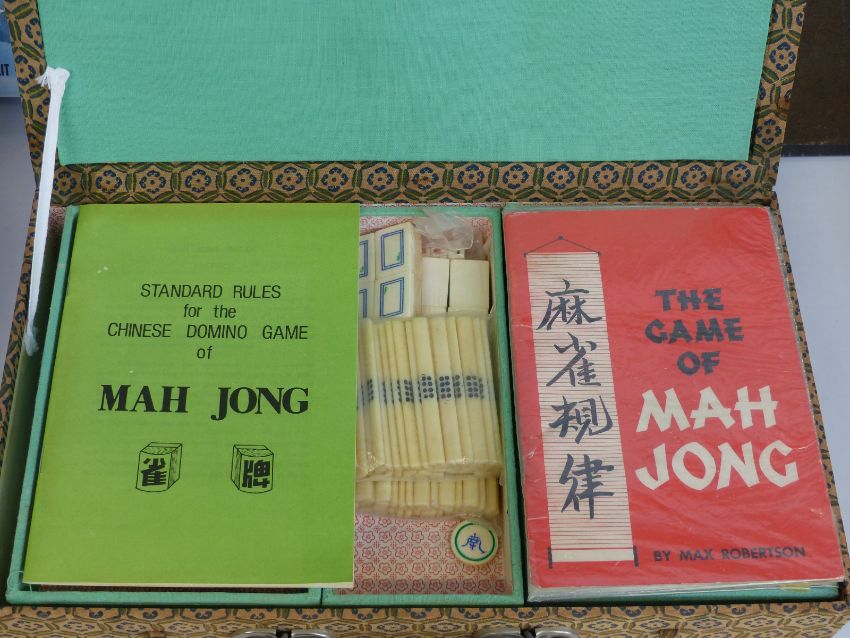 STANDARD RULES
for the
CHINESE DOMINO GAME
of
MAH JONG
雀
牌
麻雀規律
THE
GAME
OF
MAH
JONG
BY MAX ROBERTSON
南